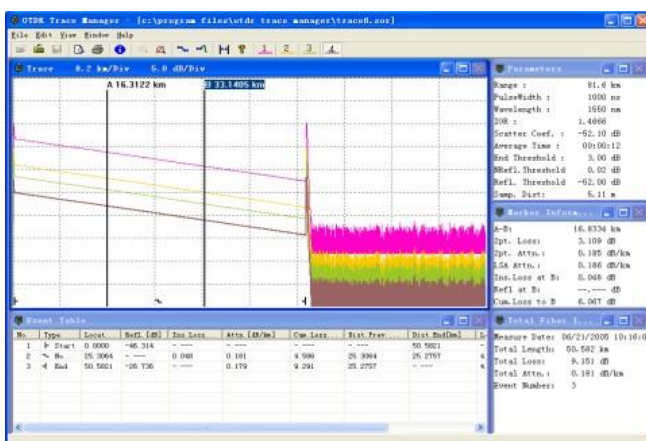 OTDR Trace Manager - [c:\program files\otdr trace manager\trace8.sor]
File Edit View Window Help
1 2 3 4
Trace 8.2 km/Div 5.0 dB/Div
A 16.3122 km
B 33.1405 km
Parameters
Range : 81.6 km
PulseWidth : 1000 ns
Wavelength : 1550 nm
IOR : 1.4666
Scatter Coef. : -52.10 dB
Average Time : 00:00:12
End Threshold : 3.00 dB
NRefl.Threshold 0.02 dB
Refl. Threshold -62.00 dB
Samp. Dist: 5.11 m
Marker Inform...
A-B: 16.8334 km
2pt. Loss: 3.109 dB
2pt. Attn.: 0.185 dB/km
LSA Attn.: 0.186 dB/km
Ins.Loss at B: 0.048 dB
Refl at B: --.--- dB
Cum.Loss to B 6.067 dB
Event Table
No. Type Locat... Refl.[dB] Ins Loss... Attn.[dB/km] Cum Loss... Dist Prev... Dist End[km]
1 Start 0.0000 -46.314 -.--- -.--- -.--- -.--- 50.5821
2 No. 25.3064 -.--- 0.048 0.181 4.586 25.3064 25.2757
3 End 50.5821 -26.736 -.--- 0.179 9.291 25.2757 -.---
Total Fiber I...
Measure Date: 06/21/2005 10:16:0
Total Length: 50.582 km
Total Loss: 9.151 dB
Total Attn.: 0.181 dB/km
Event Number: 3